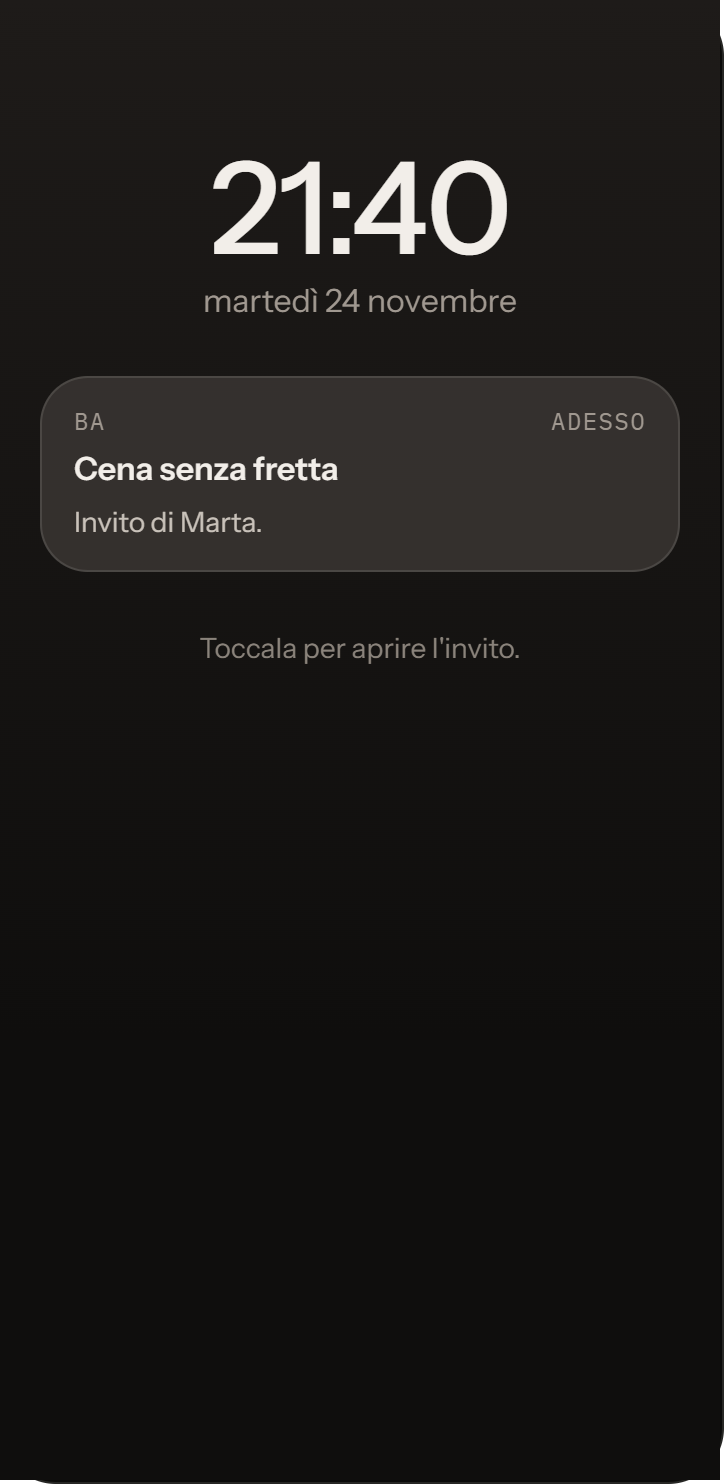 21:40
martedì 24 novembre
BA ADESSO
Cena senza fretta
Invito di Marta.
Toccala per aprire l'invito.